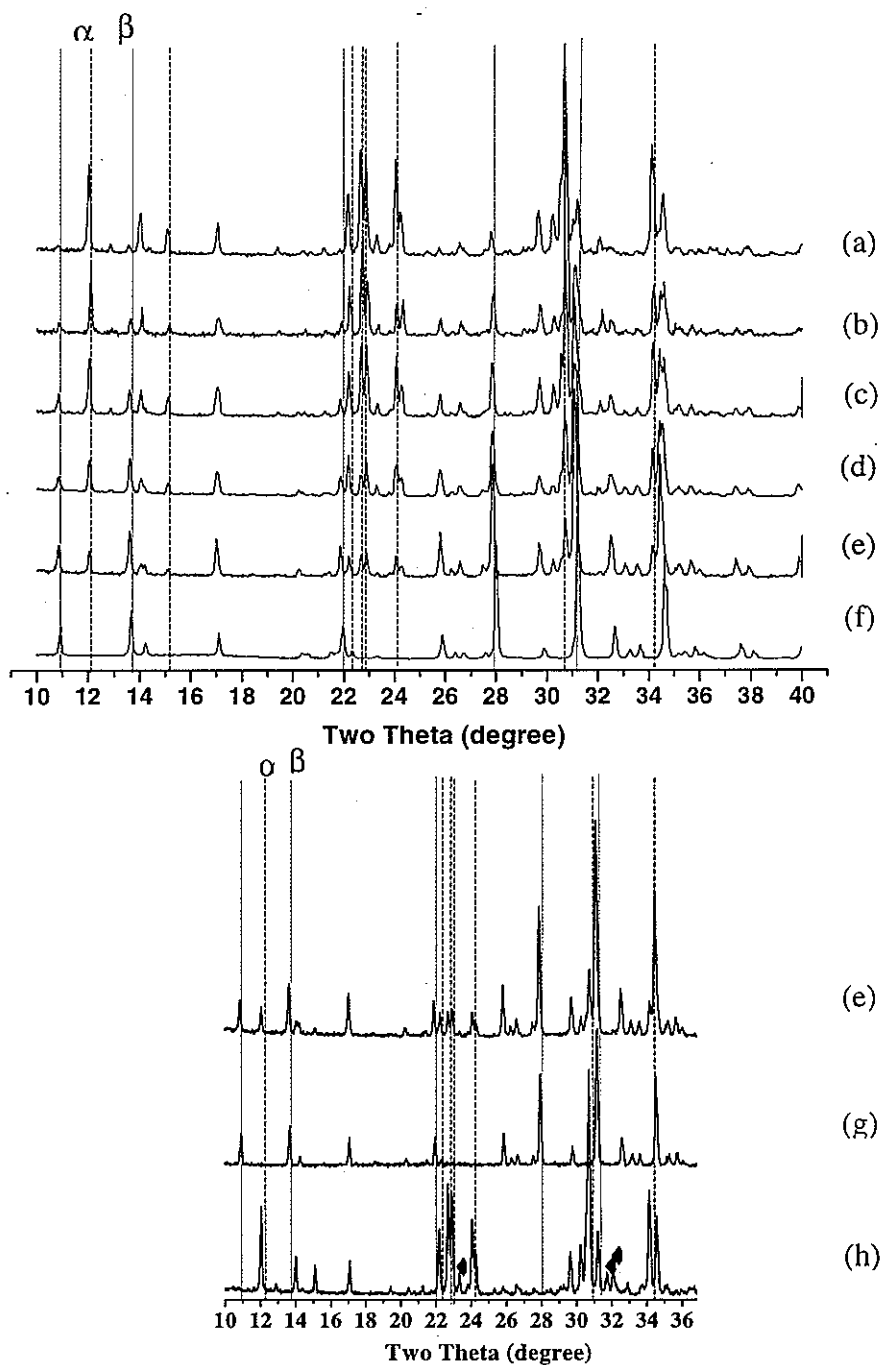 α β
(a)
(b)
(c)
(d)
(e)
(f)
10 12 14 16 18 20 22 24 26 28 30 32 34 36 38 40
Two Theta (degree)
α β
(e)
(g)
(h)
10 12 14 16 18 20 22 24 26 28 30 32 34 36
Two Theta (degree)